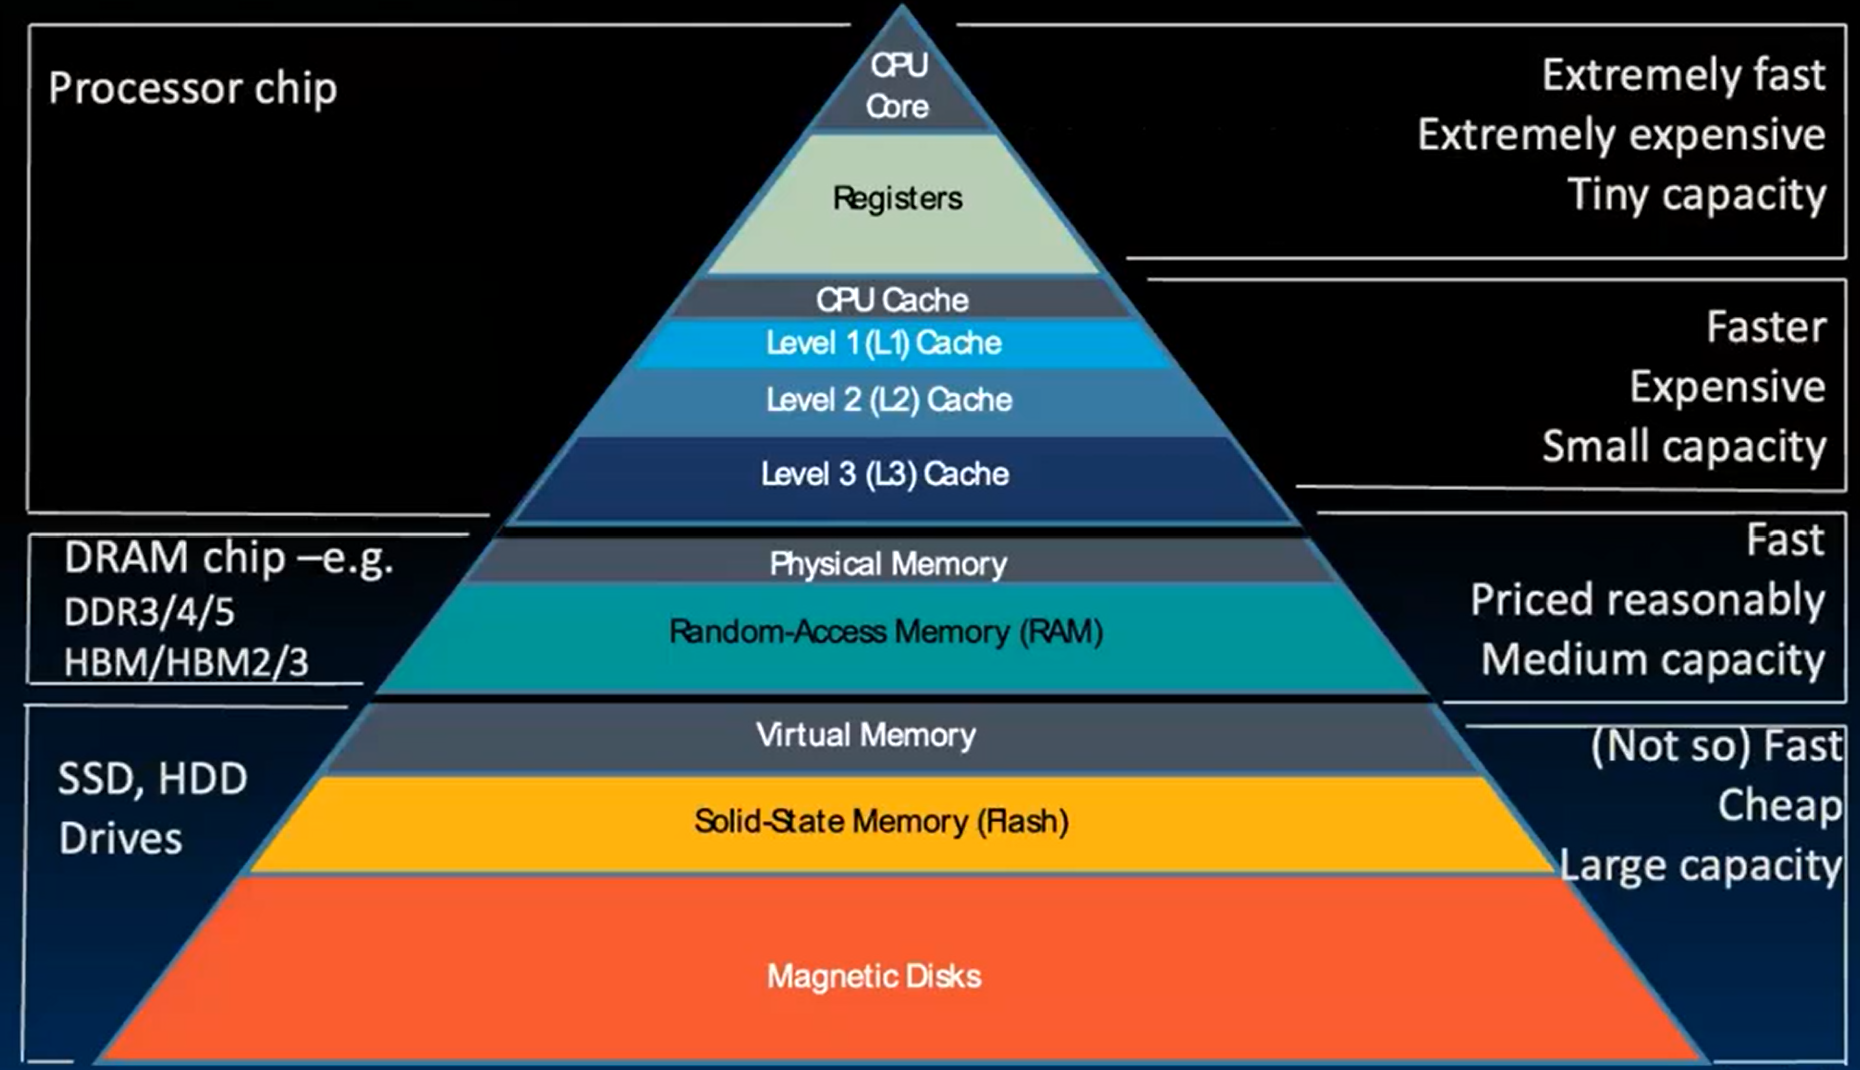 Processor chip
CPU
Core
Registers
Extremely fast
Extremely expensive
Tiny capacity
CPU Cache
Level 1 (L1) Cache
Level 2 (L2) Cache
Level 3 (L3) Cache
Faster
Expensive
Small capacity
DRAM chip –e.g.
DDR3/4/5
HBM/HBM2/3
Physical Memory
Random-Access Memory (RAM)
Fast
Priced reasonably
Medium capacity
SSD, HDD
Drives
Virtual Memory
Solid-State Memory (Flash)
Magnetic Disks
(Not so) Fast
Cheap
Large capacity